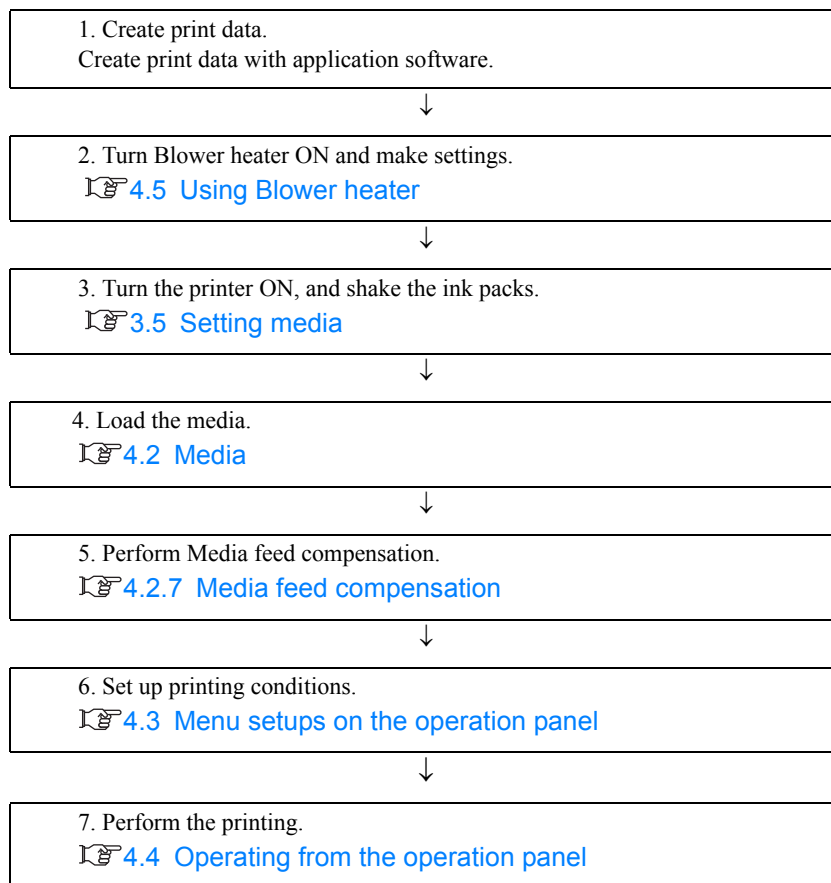 1. Create print data.
Create print data with application software.
↓
2. Turn Blower heater ON and make settings.
4.5 Using Blower heater
↓
3. Turn the printer ON, and shake the ink packs.
3.5 Setting media
↓
4. Load the media.
4.2 Media
↓
5. Perform Media feed compensation.
4.2.7 Media feed compensation
↓
6. Set up printing conditions.
4.3 Menu setups on the operation panel
↓
7. Perform the printing.
4.4 Operating from the operation panel